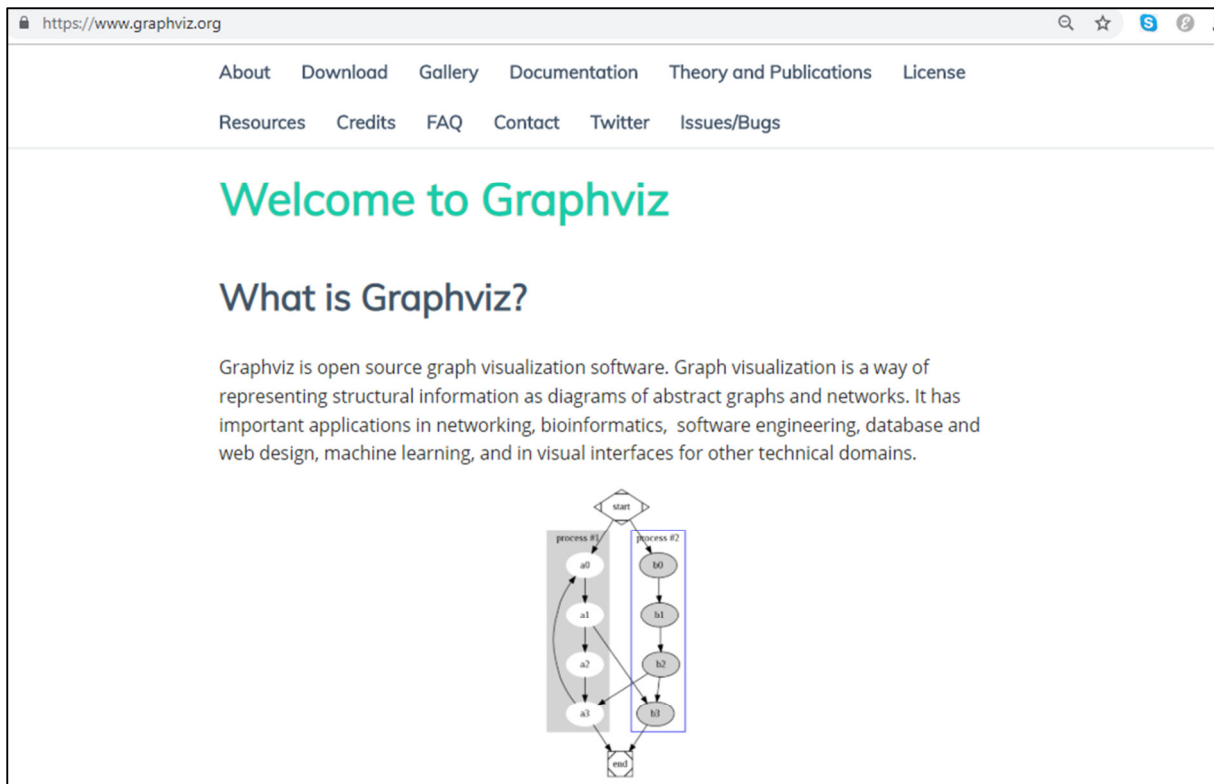 https://www.graphviz.org
About Download Gallery Documentation Theory and Publications License
Resources Credits FAQ Contact Twitter Issues/Bugs
Welcome to Graphviz
What is Graphviz?
Graphviz is open source graph visualization software. Graph visualization is a way of
representing structural information as diagrams of abstract graphs and networks. It has
important applications in networking, bioinformatics, software engineering, database and
web design, machine learning, and in visual interfaces for other technical domains.
start
process #1 process #2
a0 b0
a1 b1
a2 b2
a3 b3
end